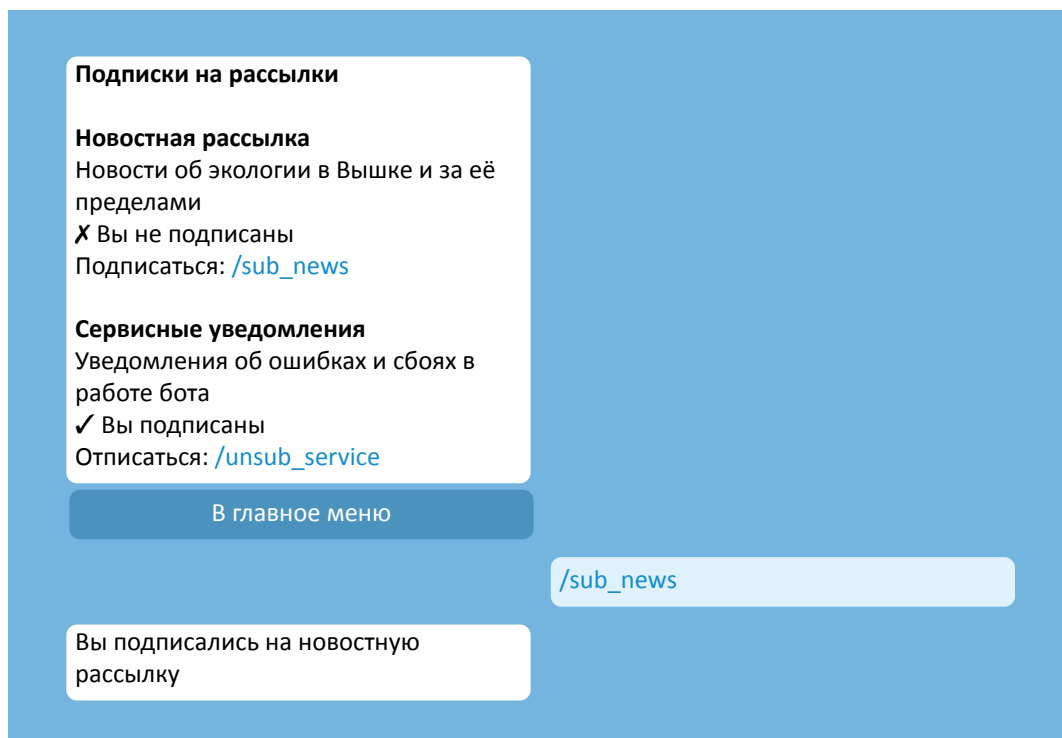 Подписки на рассылки
Новостная рассылка
Новости об экологии в Вышке и за её
пределами
✗ Вы не подписаны
Подписаться: /sub_news
Сервисные уведомления
Уведомления об ошибках и сбоях в
работе бота
✓ Вы подписаны
Отписаться: /unsub_service
В главное меню
/sub_news
Вы подписались на новостную
рассылку